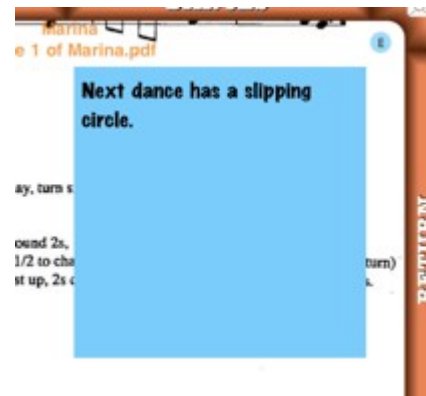 Marina
e 1 of Marina.pdf
E
Next dance has a slipping
circle.
ay, turn s
ound 2s,
1/2 to cha
turn)
st up, 2s
s.
RETURN